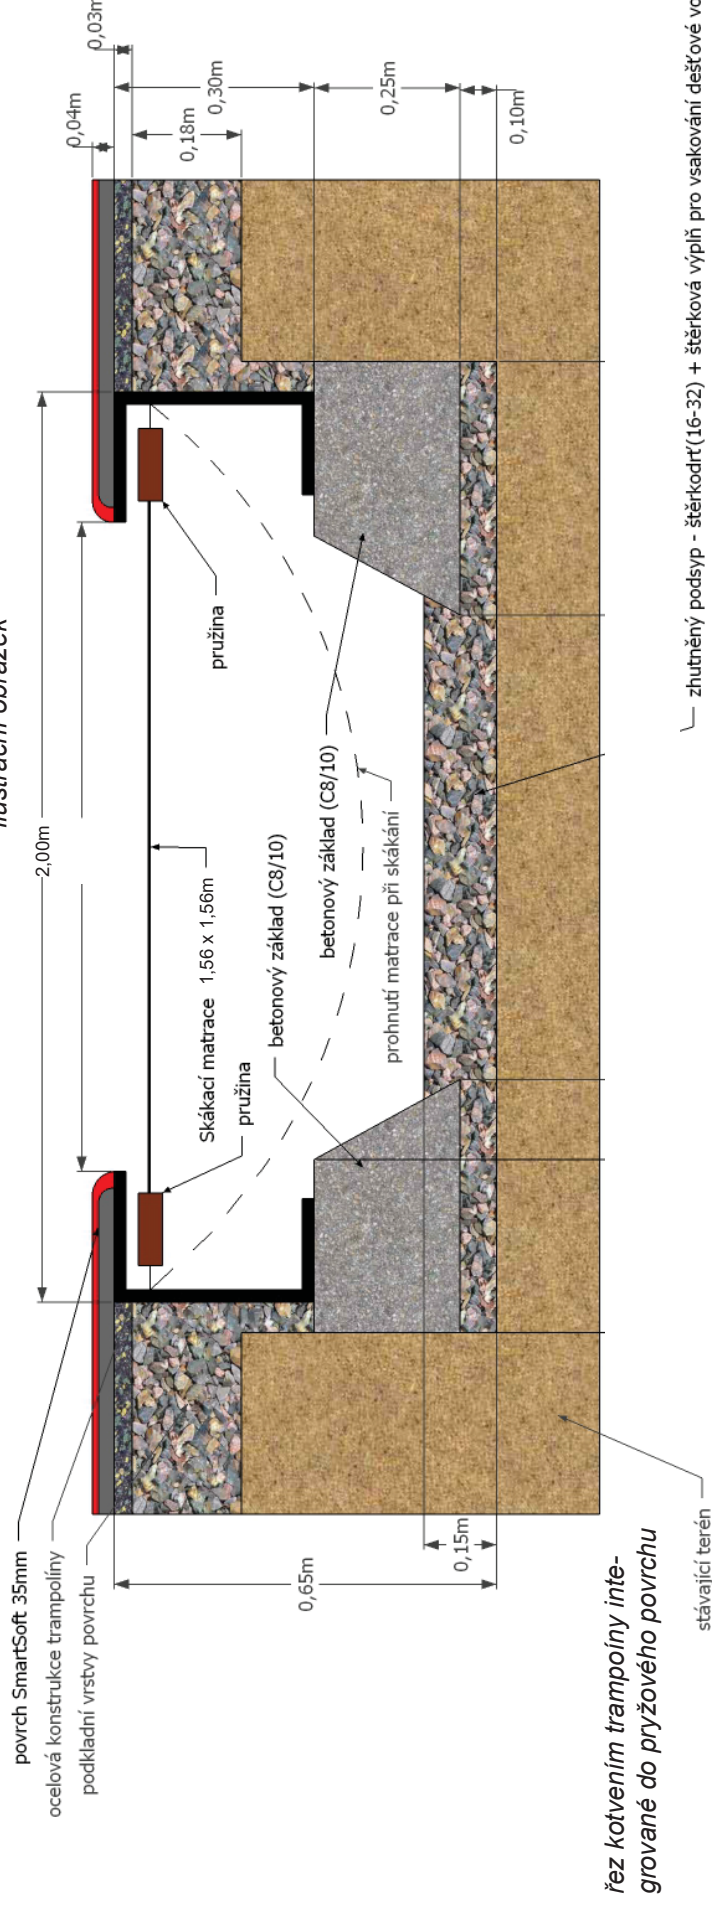 ilustrační obrázek
povrch SmartSoft 35mm
ocelová konstrukce trampolíny
podkladní vrstvy povrchu
2,00m
0,04m
0,03m
0,18m
0,30m
0,25m
0,10m
Skákací matrace 1,56 x 1,56m
pružina
pružina
betonový základ (C8/10)
betonový základ (C8/10)
prohnutí matrace při skákání
0,65m
0,15m
řez kotvením trampoíny inte-
grované do pryžového povrchu
stávající terén
zhutněný podsyp - štěrkodrť(16-32) + štěrková výplň pro vsakování dešťové